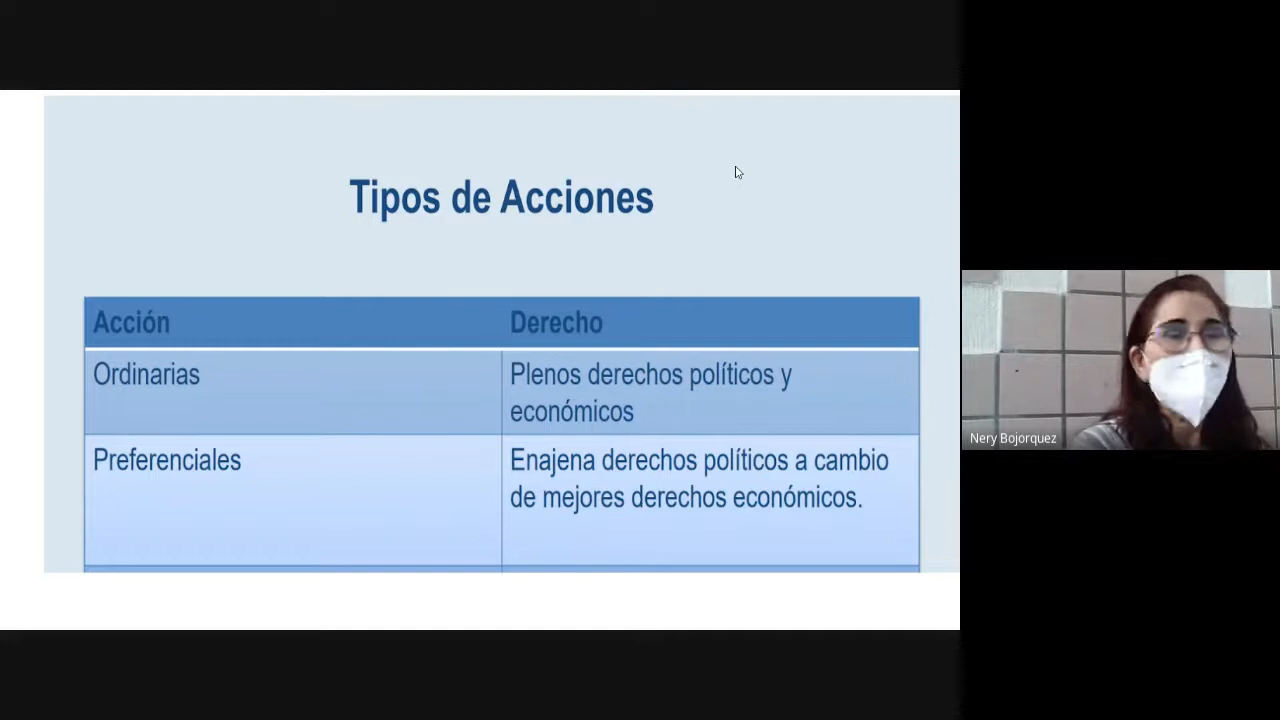 Tipos de Acciones
Acción
Derecho
Ordinarias
Plenos derechos políticos y
económicos
Preferenciales
Enajena derechos políticos a cambio
de mejores derechos económicos.
Nery Bojorquez